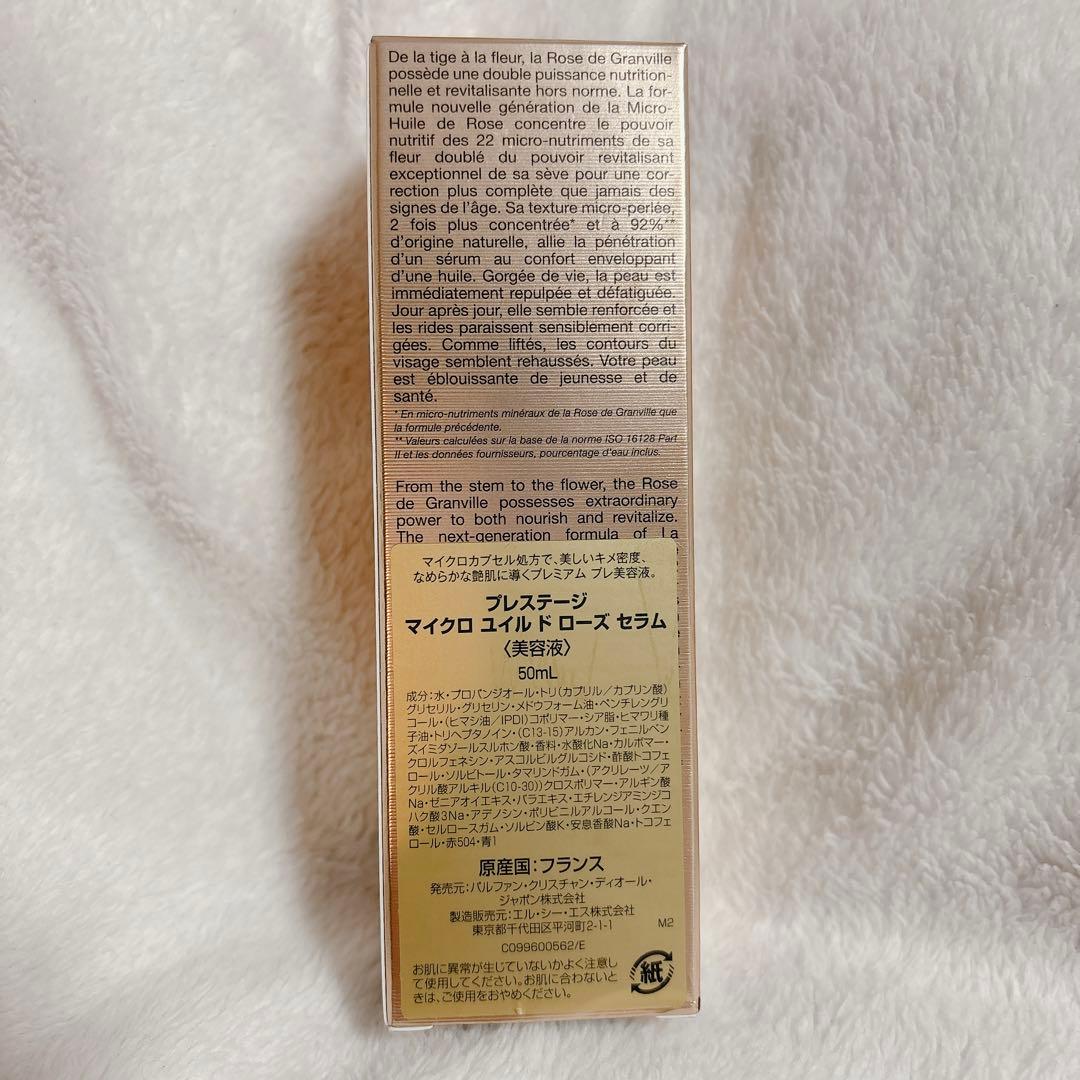 De la tige à la fleur, la Rose de Granville
possède une double puissance nutrition-
nelle et revitalisante hors norme. La for-
mule nouvelle génération de la Micro-
Huile de Rose concentre le pouvoir
nutritif des 22 micro-nutriments de sa
fleur doublé du pouvoir revitalisant
exceptionnel de sa sève pour une cor-
rection plus complète que jamais des
signes de l'âge. Sa texture micro-perlée,
2 fois plus concentrée* et à 92%**
d'origine naturelle, allie la pénétration
d'un sérum au confort enveloppant
d'une huile. Gorgée de vie, la peau est
immédiatement repulpée et défatiguée.
Jour après jour, elle semble renforcée et
les rides paraissent sensiblement corri-
gées. Comme liftés, les contours du
visage semblent rehaussés. Votre peau
est éblouissante de jeunesse et de
santé.
* En micro-nutriments minéraux de la Rose de Granville que
la formule précédente.
** Valeurs calculées sur la base de la norme ISO 16128 Part
II et les données fournisseurs, pourcentage d'eau inclus.
From the stem to the flower, the Rose
de Granville possesses extraordinary
power to both nourish and revitalize.
The next-generation formula of La
マイクロカプセル処方で、美しいキメ密度、
なめらかな艶肌に導くプレミアム プレ美容液。
プレステージ
マイクロ ユイル ド ローズ セラム
〈美容液〉
50mL
成分:水・プロパンジオール・トリ(カプリル/カプリン酸)
グリセリル・グリセリン・メドウフォーム油・ペンチレングリ
コール・(ヒマシ油/IPDI)コポリマー・シア脂・ヒマワリ種
子油・トリヘプタノイン・(C13-15)アルカン・フェニルベン
ズイミダゾールスルホン酸・香料・水酸化Na・カルボマー・
クロルフェネシン・アスコルビルグルコシド・酢酸トコフェ
ロール・ソルビトール・タマリンドガム・(アクリレーツ/ア
クリル酸アルキル(C10-30))クロスポリマー・アルギン酸
Na・ゼニアオイエキス・バラエキス・エチレンジアミンジコ
ハク酸3Na・アデノシン・ポリビニルアルコール・クエン
酸・セルロースガム・ソルビン酸K・安息香酸Na・トコフェ
ロール・赤504・青1
原産国:フランス
発売元:パルファン・クリスチャン・ディオール・
ジャポン株式会社
製造販売元:エル・シー・エス株式会社
東京都千代田区平河町2-1-1
M2
C099600562/E
お肌に異常が生じていないかよく注意し
て使用してください。お肌に合わないと
きは、ご使用をおやめください。
紙